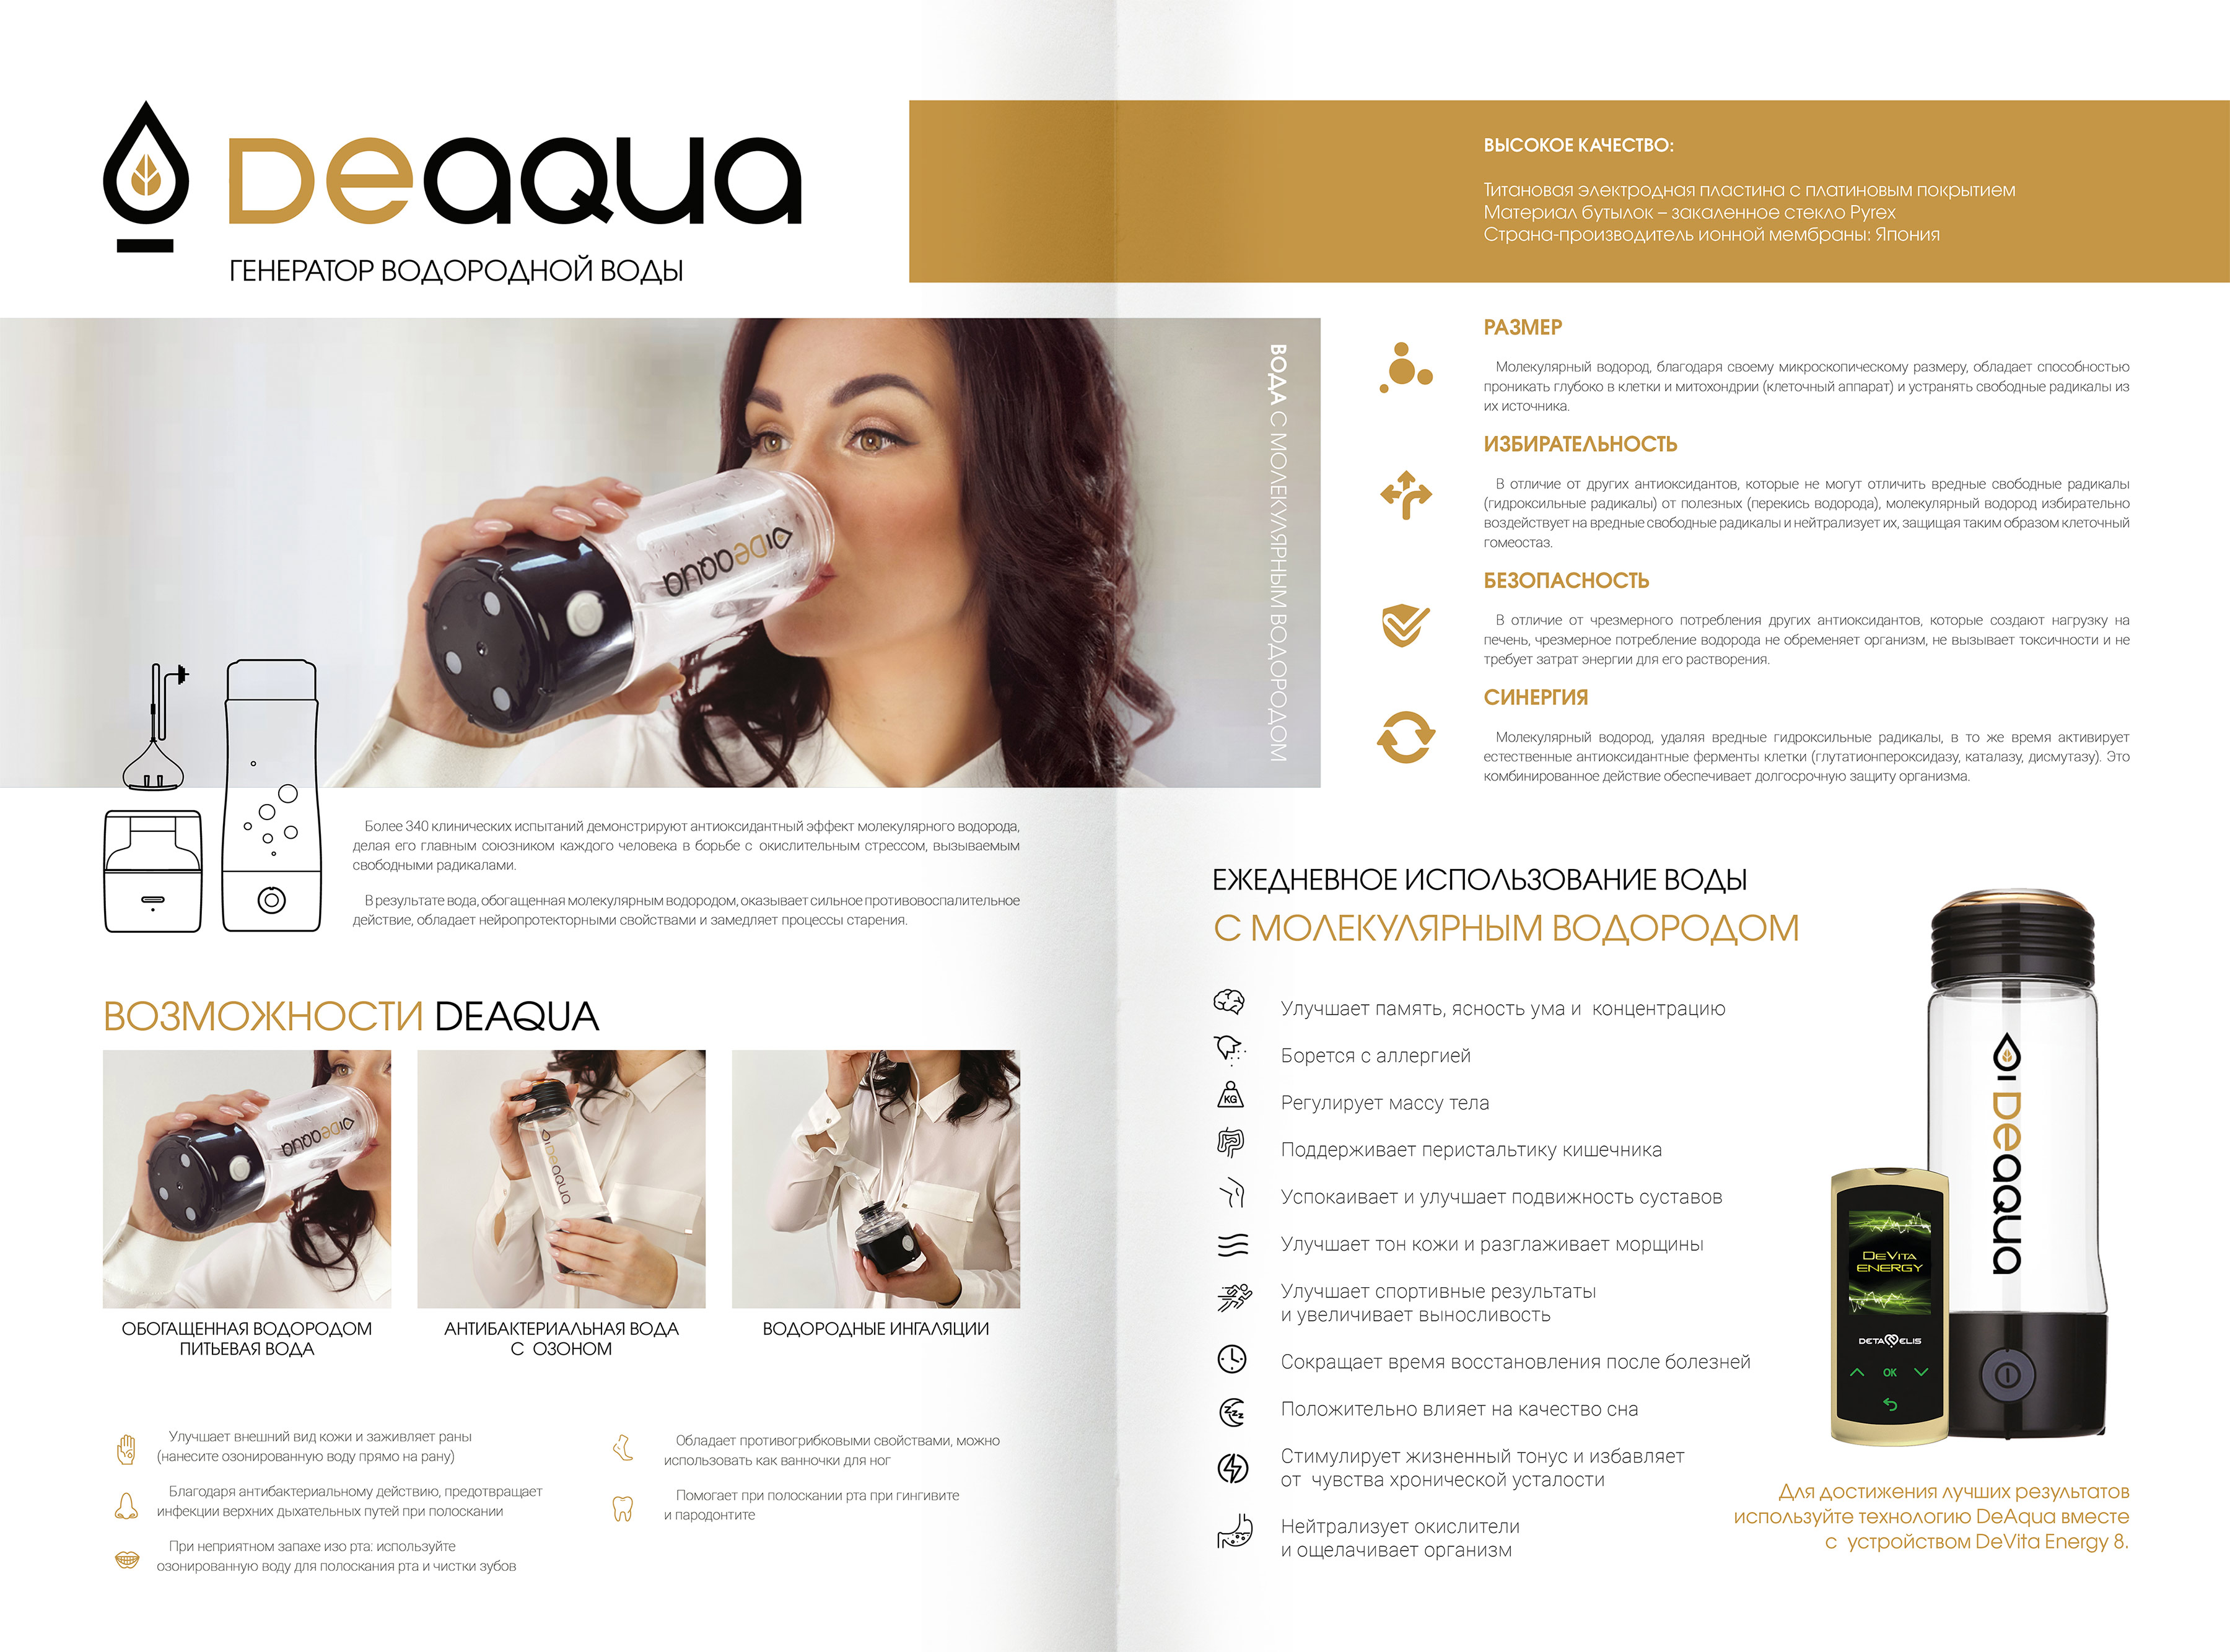 DeAQUA
ГЕНЕРАТОР ВОДОРОДНОЙ ВОДЫ
ВЫСОКОЕ КАЧЕСТВО:
Титановая электродная пластина с платиновым покрытием
Материал бутылок – закаленное стекло Pyrex
Страна-производитель ионной мембраны: Япония
DeAQUA
ВОДА С МОЛЕКУЛЯРНЫМ ВОДОРОДОМ
РАЗМЕР
Молекулярный водород, благодаря своему микроскопическому размеру, обладает способностью
проникать глубоко в клетки и митохондрии (клеточный аппарат) и устранять свободные радикалы из
их источника.
ИЗБИРАТЕЛЬНОСТЬ
В отличие от других антиоксидантов, которые не могут отличить вредные свободные радикалы
(гидроксильные радикалы) от полезных (перекись водорода), молекулярный водород избирательно
воздействует на вредные свободные радикалы и нейтрализует их, защищая таким образом клеточный
гомеостаз.
БЕЗОПАСНОСТЬ
В отличие от чрезмерного потребления других антиоксидантов, которые создают нагрузку на
печень, чрезмерное потребление водорода не обременяет организм, не вызывает токсичности и не
требует затрат энергии для его растворения.
СИНЕРГИЯ
Молекулярный водород, удаляя вредные гидроксильные радикалы, в то же время активирует
естественные антиоксидантные ферменты клетки (глутатионпероксидазу, каталазу, дисмутазу). Это
комбинированное действие обеспечивает долгосрочную защиту организма.
Более 340 клинических испытаний демонстрируют антиоксидантный эффект молекулярного водорода,
делая его главным союзником каждого человека в борьбе с окислительным стрессом, вызываемым
свободными радикалами.
В результате вода, обогащенная молекулярным водородом, оказывает сильное противовоспалительное
действие, обладает нейропротекторными свойствами и замедляет процессы старения.
ВОЗМОЖНОСТИ DEAQUA
DeAQUA
DeAQUA
ОБОГАЩЕННАЯ ВОДОРОДОМ
ПИТЬЕВАЯ ВОДА
АНТИБАКТЕРИАЛЬНАЯ ВОДА
С ОЗОНОМ
ВОДОРОДНЫЕ ИНГАЛЯЦИИ
Улучшает внешний вид кожи и заживляет раны
(нанесите озонированную воду прямо на рану)
Благодаря антибактериальному действию, предотвращает
инфекции верхних дыхательных путей при полоскании
При неприятном запахе изо рта: используйте
озонированную воду для полоскания рта и чистки зубов
Обладает противогрибковыми свойствами, можно
использовать как ванночки для ног
Помогает при полоскании рта при гингивите
и пародонтите
ЕЖЕДНЕВНОЕ ИСПОЛЬЗОВАНИЕ ВОДЫ
С МОЛЕКУЛЯРНЫМ ВОДОРОДОМ
Улучшает память, ясность ума и концентрацию
Борется с аллергией
KG
Регулирует массу тела
Поддерживает перистальтику кишечника
Успокаивает и улучшает подвижность суставов
Улучшает тон кожи и разглаживает морщины
Улучшает спортивные результаты
и увеличивает выносливость
Сокращает время восстановления после болезней
zzz
Положительно влияет на качество сна
Стимулирует жизненный тонус и избавляет
от чувства хронической усталости
Нейтрализует окислители
и ощелачивает организм
DeAQUA
DeVita
ENERGY
DETA ELIS
OK
Для достижения лучших результатов
используйте технологию DeAqua вместе
с устройством DeVita Energy 8.